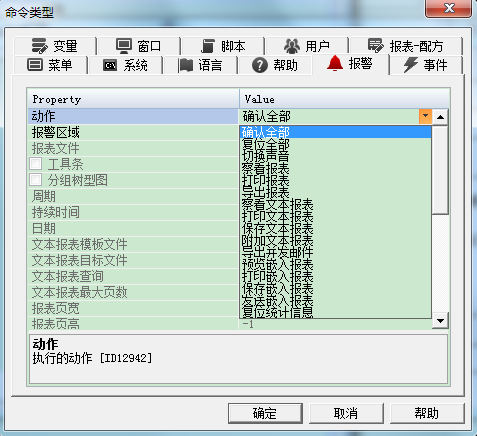 命令类型
变量 窗口 脚本 用户 报表-配方
菜单 系统 语言 帮助 报警 事件
Property Value
动作 确认全部
报警区域 确认全部
报表文件 复位全部
工具条 切换声音
分组树型图 察看报表
周期 打印报表
持续时间 导出报表
日期 察看文本报表
文本报表模板文件 打印文本报表
文本报表目标文件 保存文本报表
文本报表查询 附加文本报表
文本报表最大页数 导出开发邮件
报表页宽 预览嵌入报表
报表页高 打印嵌入报表
保存嵌入报表
发送嵌入报表
复位统计信息
-1
动作
执行的动作 [ID12942]
确定 取消 帮助